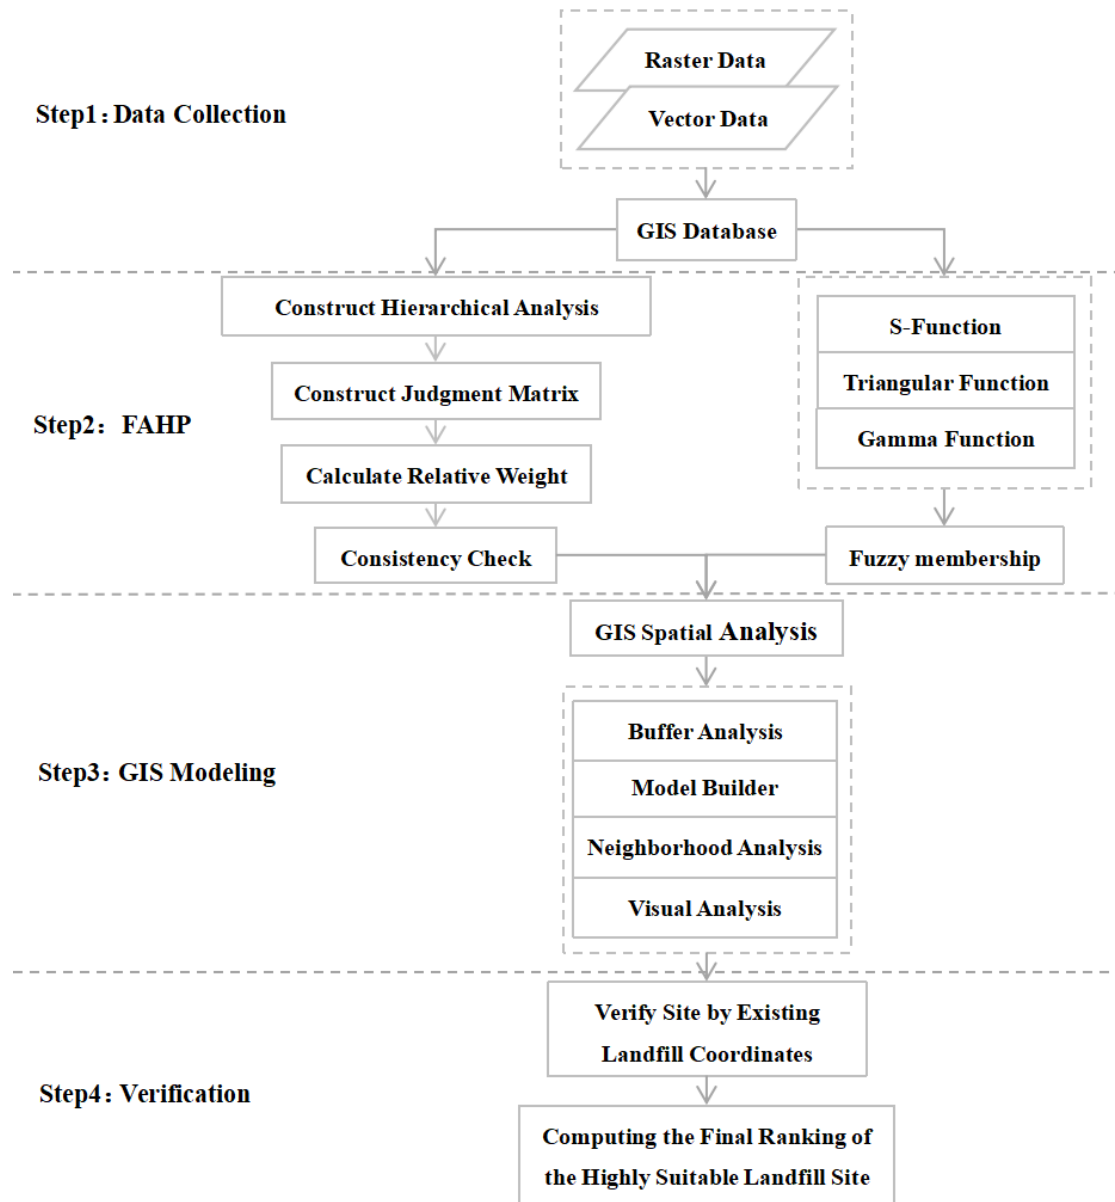 Raster Data
Step1：Data Collection
Vector Data
GIS Database
Construct Hierarchical Analysis
S-Function
Construct Judgment Matrix
Triangular Function
Step2： FAHP
Gamma Function
Calculate Relative Weight
Consistency Check
Fuzzy membership
GIS Spatial Analysis
Buffer Analysis
Step3：GIS Modeling
Model Builder
Neighborhood Analysis
Visual Analysis
Verify Site by Existing
Landfill Coordinates
Step4：Verification
Computing the Final Ranking of
the Highly Suitable Landfill Site